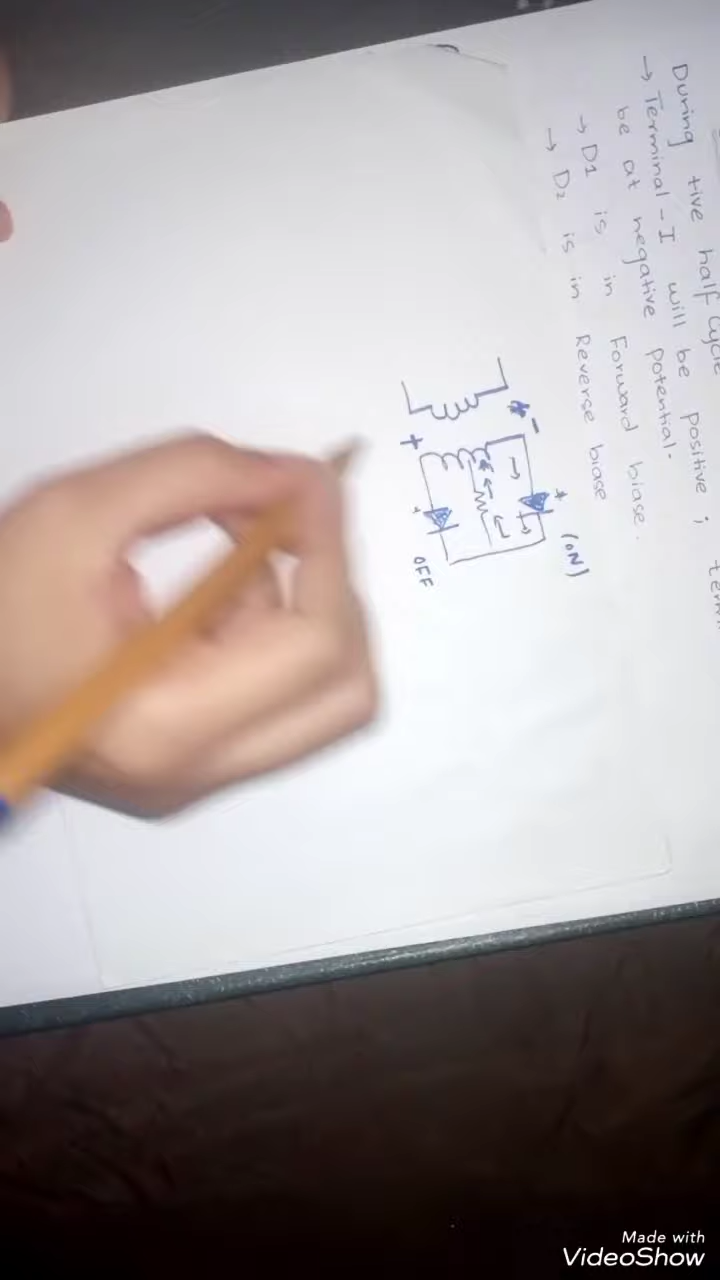 During +ive half cycle
→ Terminal - I will be positive ;
be at negative potential.
→ D1 is in Forward biase.
→ D2 is in Reverse biase
+ -
+
(ON)
+
+
OFF
Made with
VideoShow